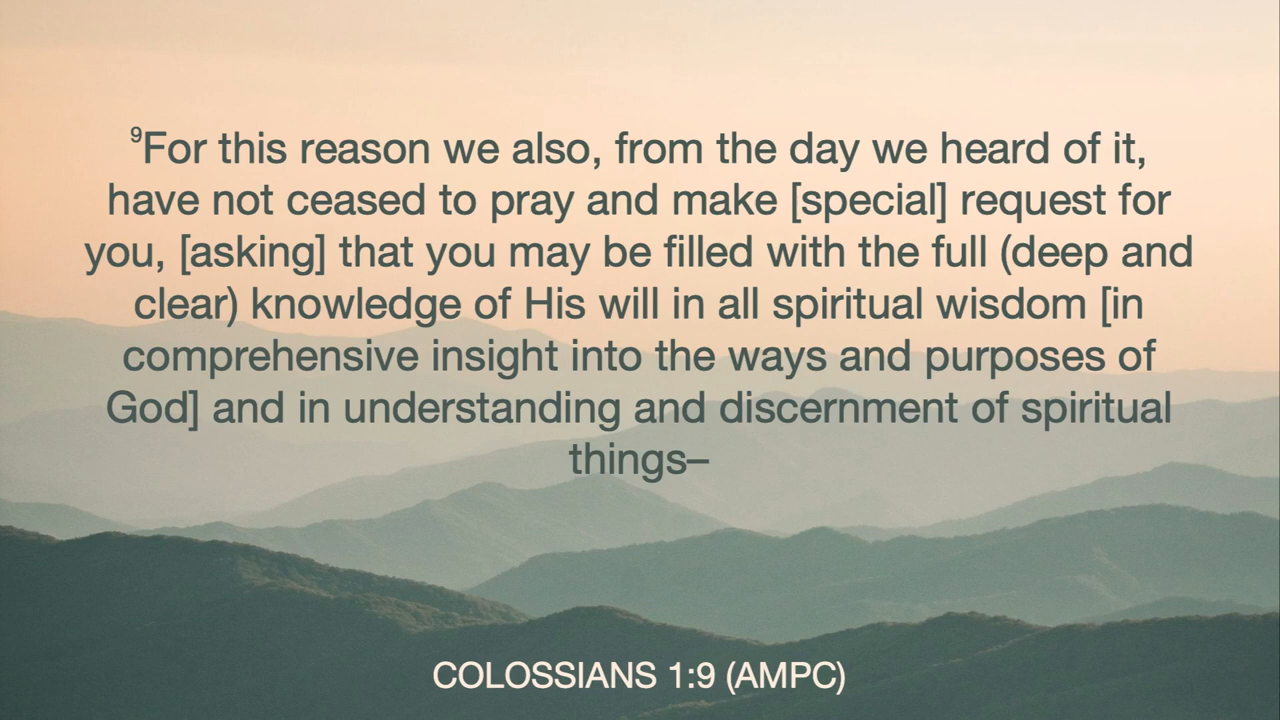 ⁹For this reason we also, from the day we heard of it,
have not ceased to pray and make [special] request for
you, [asking] that you may be filled with the full (deep and
clear) knowledge of His will in all spiritual wisdom [in
comprehensive insight into the ways and purposes of
God] and in understanding and discernment of spiritual
things–
COLOSSIANS 1:9 (AMPC)